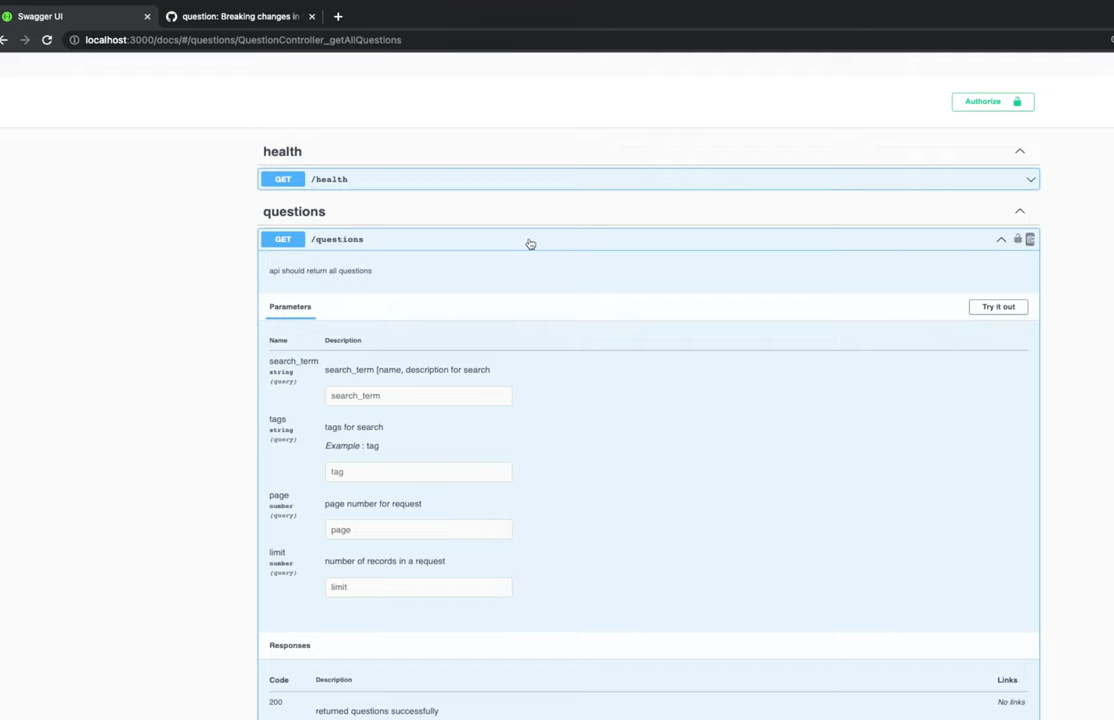 Swagger UI
question: Breaking changes in
localhost:3000/docs/#/questions/QuestionController_getAllQuestions
Authorize
health
GET /health
questions
GET /questions
api should return all questions
Parameters
Try it out
Name Description
search_term
string
(query)
search_term [name, description for search
search_term
tags
string
(query)
tags for search
Example : tag
tag
page
number
(query)
page number for request
page
limit
number
(query)
number of records in a request
limit
Responses
Code Description Links
200 No links
returned questions successfully